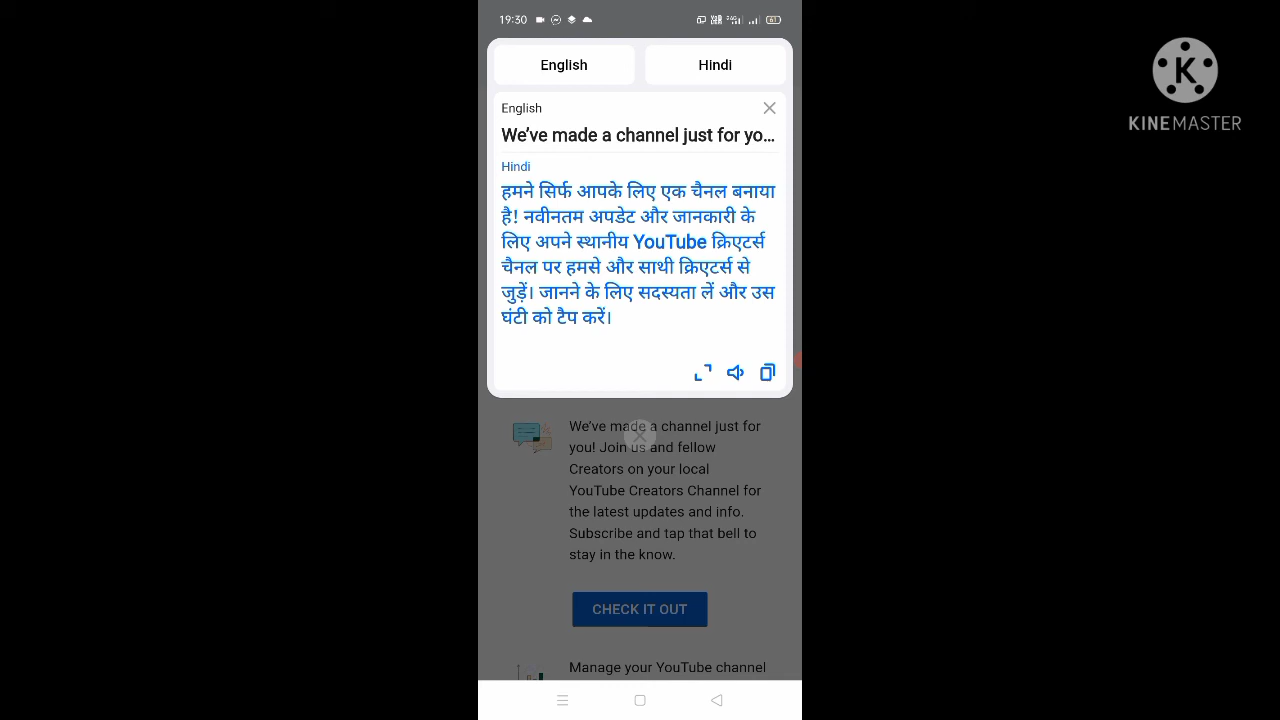 19:30
English
Hindi
English
We've made a channel just for yo...
Hindi
हमने सिर्फ आपके लिए एक चैनल बनाया
है! नवीनतम अपडेट और जानकारी के
लिए अपने स्थानीय YouTube क्रिएटर्स
चैनल पर हमसे और साथी क्रिएटर्स से
जुड़ें। जानने के लिए सदस्यता लें और उस
घंटी को टैप करें।
We've made a channel just for
you! Join us and fellow
Creators on your local
YouTube Creators Channel for
the latest updates and info.
Subscribe and tap that bell to
stay in the know.
CHECK IT OUT
Manage your YouTube channel
K
KINEMASTER